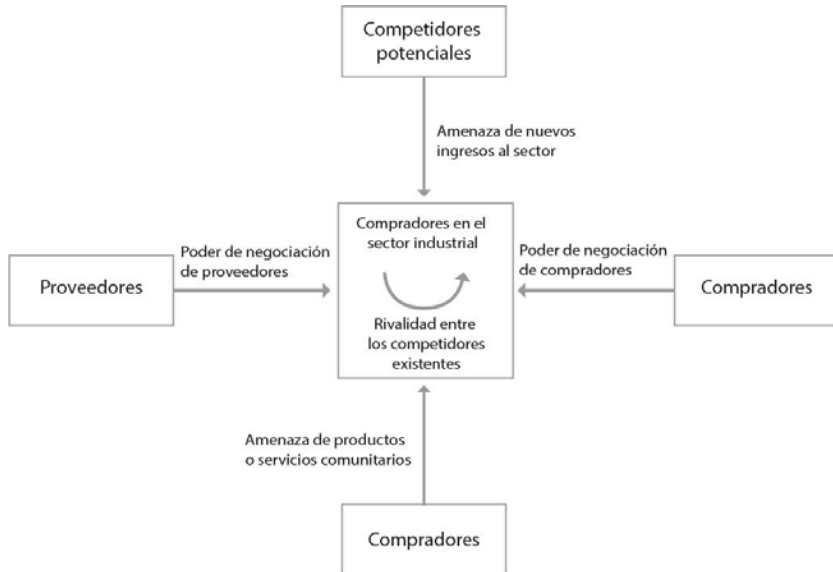 Competidores
potenciales
Amenaza de nuevos
ingresos al sector
Compradores en el
sector industrial
Poder de negociación
de proveedores
Poder de negociación
de compradores
Proveedores
Compradores
Rivalidad entre
los competidores
existentes
Amenaza de productos
o servicios comunitarios
Compradores